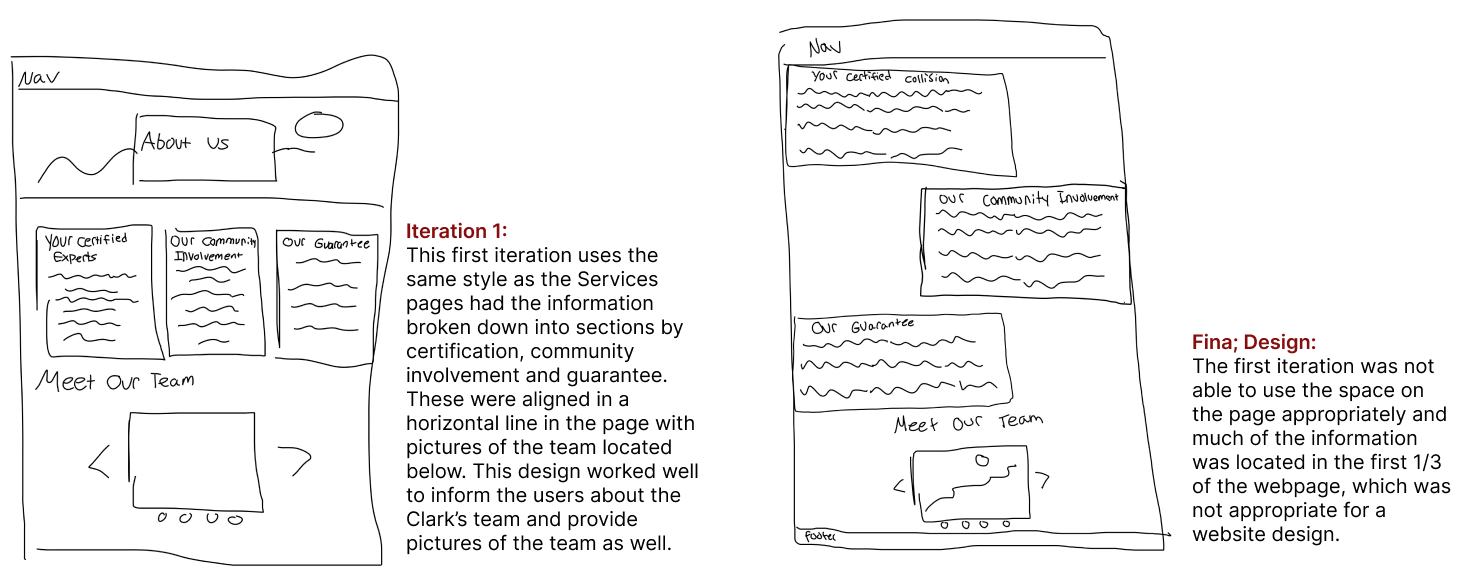 Nav
About us
Your Certified
Experts
Our Community
Involvement
Our Guarantee
Meet Our Team
Iteration 1:
This first iteration uses the
same style as the Services
pages had the information
broken down into sections by
certification, community
involvement and guarantee.
These were aligned in a
horizontal line in the page with
pictures of the team located
below. This design worked well
to inform the users about the
Clark’s team and provide
pictures of the team as well.
Nav
Your Certified Collision
Our Community Involvement
Our Guarantee
Meet Our Team
footer
Fina; Design:
The first iteration was not
able to use the space on
the page appropriately and
much of the information
was located in the first 1/3
of the webpage, which was
not appropriate for a
website design.